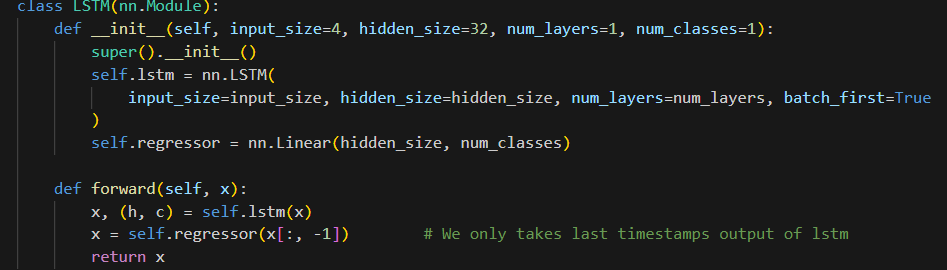 class LSTM(nn.Module):
    def __init__(self, input_size=4, hidden_size=32, num_layers=1, num_classes=1):
        super().__init__()
        self.lstm = nn.LSTM(
            input_size=input_size, hidden_size=hidden_size, num_layers=num_layers, batch_first=True
        )
        self.regressor = nn.Linear(hidden_size, num_classes)

    def forward(self, x):
        x, (h, c) = self.lstm(x)
        x = self.regressor(x[:, -1])        # We only takes last timestamps output of lstm
        return x